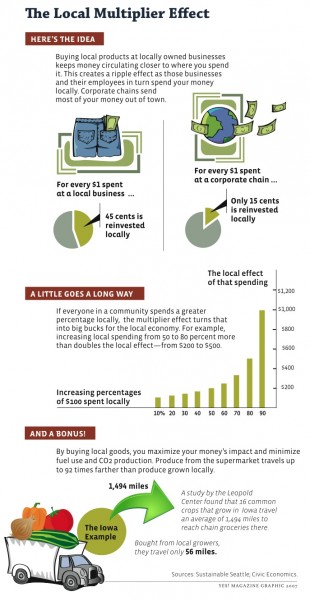 The Local Multiplier Effect
HERE'S THE IDEA
Buying local products at locally owned businesses
keeps money circulating closer to where you spend
it. This creates a ripple effect as those businesses
and their employees in turn spend your money
locally. Corporate chains send
most of your money out of town.
For every $1 spent
at a local business ...
45 cents is
reinvested
locally
For every $1 spent
at a corporate chain ...
Only 15 cents
is reinvested
locally
The local effect
of that spending
A LITTLE GOES A LONG WAY
If everyone in a community spends a greater
percentage locally, the multiplier effect turns that
into big bucks for the local economy. For example,
increasing local spending from 50 to 80 percent more
than doubles the local effect—from $200 to $500.
$1,200
$1,000
$800
$600
$400
$200
Increasing percentages
of $100 spent locally
10% 20 30 40 50 60 70 80 90
AND A BONUS!
By buying local goods, you maximize your money's impact and minimize
fuel use and CO2 production. Produce from the supermarket travels up
to 92 times farther than produce grown locally.
1,494 miles
The Iowa
Example
A study by the Leopold
Center found that 16 common
crops that grow in Iowa travel
an average of 1,494 miles to
reach chain groceries there.
Bought from local growers,
they travel only 56 miles.
Sources: Sustainable Seattle, Civic Economics.
YES! MAGAZINE GRAPHIC 2007